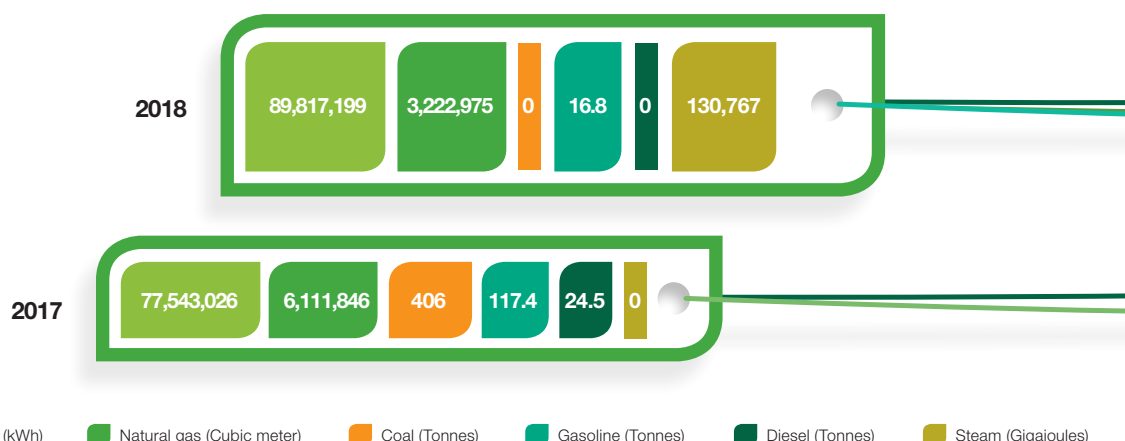 2018
89,817,199 3,222,975 0 16.8 0 130,767
2017
77,543,026 6,111,846 406 117.4 24.5 0
(kWh) Natural gas (Cubic meter) Coal (Tonnes) Gasoline (Tonnes) Diesel (Tonnes) Steam (Gigajoules)